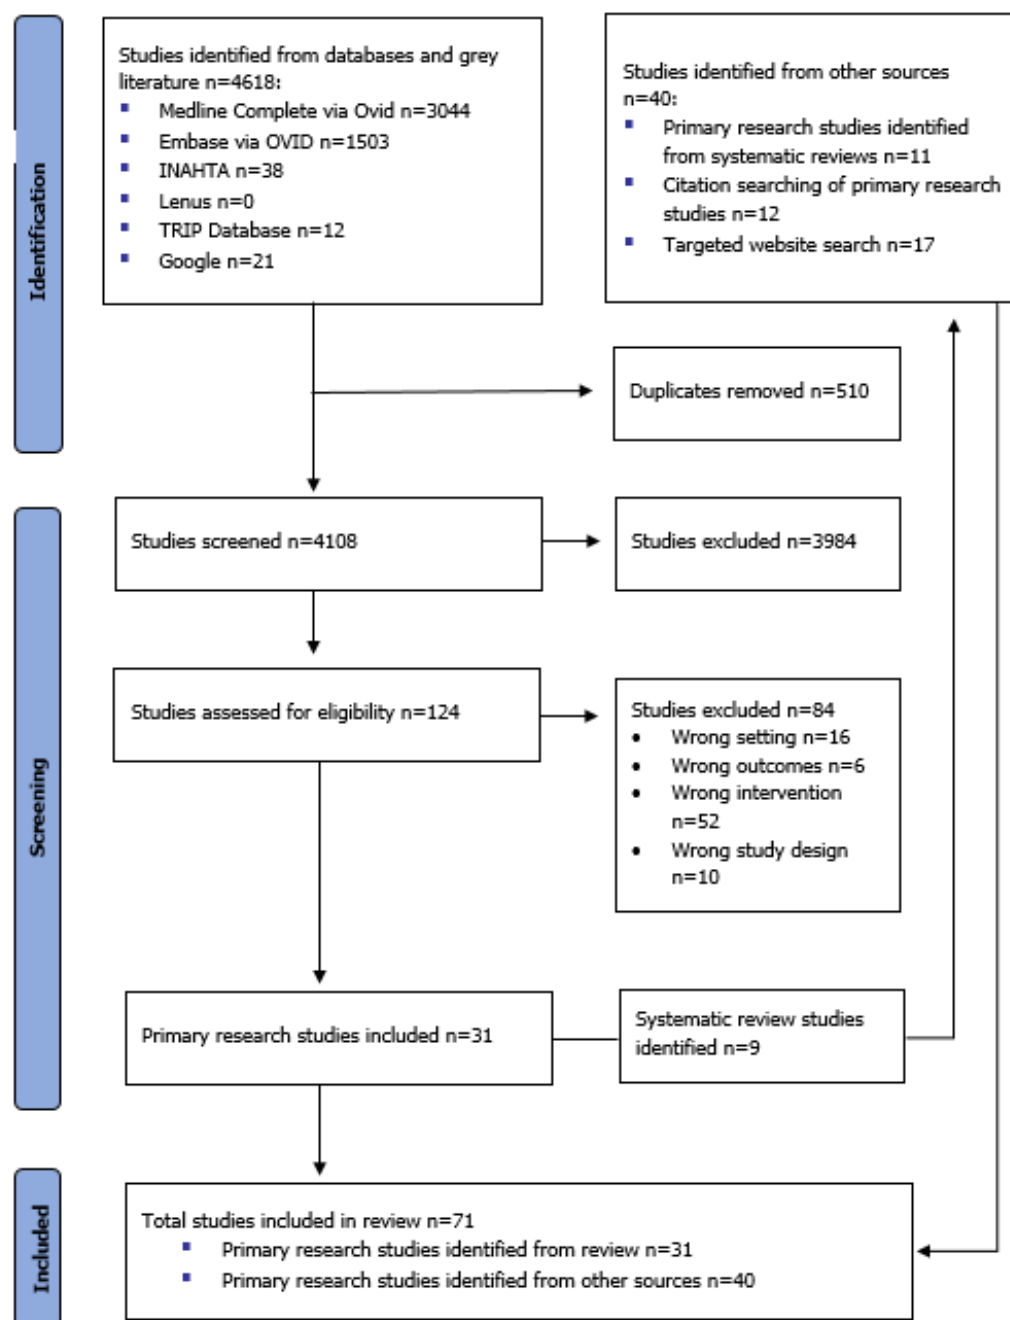 Identification
Studies identified from databases and grey
literature n=4618:
▪ Medline Complete via Ovid n=3044
▪ Embase via OVID n=1503
▪ INAHTA n=38
▪ Lenus n=0
▪ TRIP Database n=12
▪ Google n=21
Studies identified from other sources
n=40:
▪ Primary research studies identified
from systematic reviews n=11
▪ Citation searching of primary research
studies n=12
▪ Targeted website search n=17
Duplicates removed n=510
Screening
Studies screened n=4108
Studies excluded n=3984
Studies assessed for eligibility n=124
Studies excluded n=84
• Wrong setting n=16
• Wrong outcomes n=6
• Wrong intervention
n=52
• Wrong study design
n=10
Primary research studies included n=31
Systematic review studies
identified n=9
Included
Total studies included in review n=71
▪ Primary research studies identified from review n=31
▪ Primary research studies identified from other sources n=40